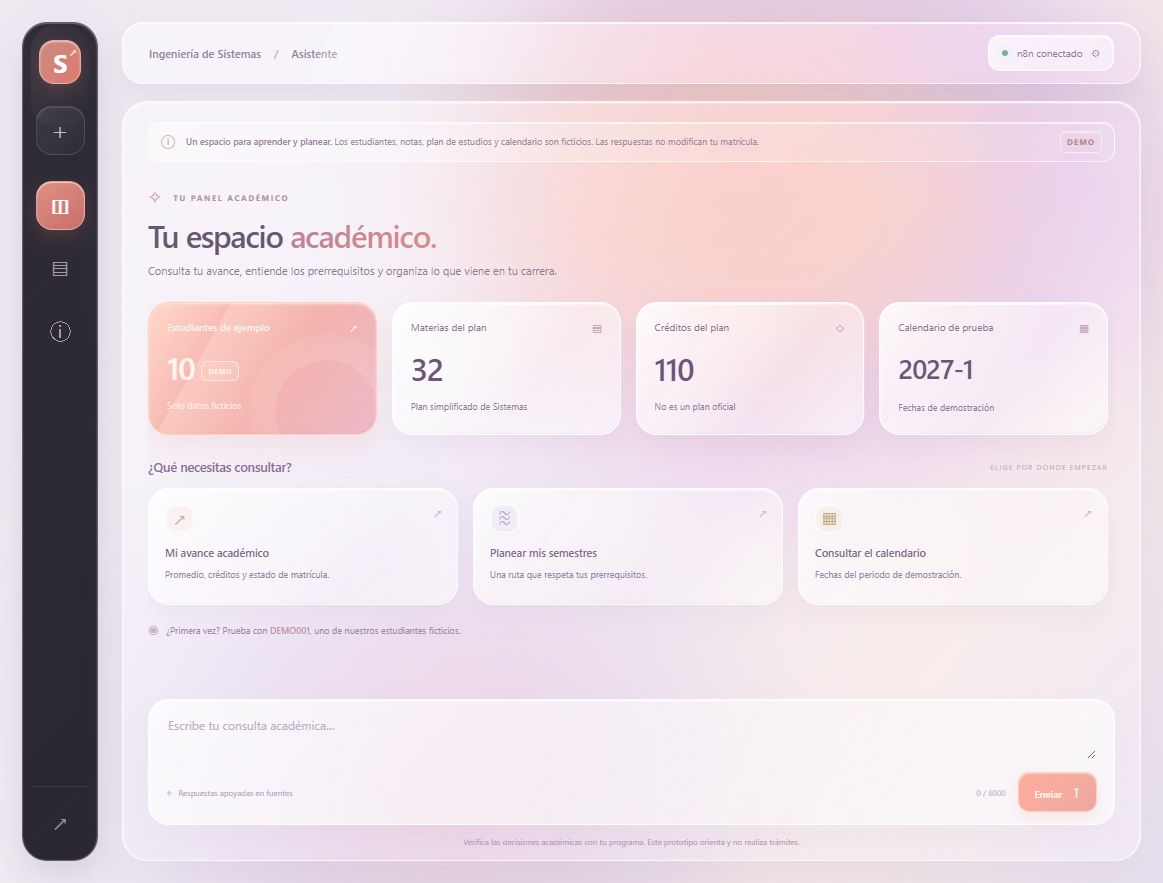 S
Ingeniería de Sistemas / Asistente
n8n conectado
Un espacio para aprender y planear. Los estudiantes, notas, plan de estudios y calendario son ficticios. Las respuestas no modifican tu matrícula.
DEMO
TU PANEL ACADÉMICO
Tu espacio académico.
Consulta tu avance, entiende los prerrequisitos y organiza lo que viene en tu carrera.
Estudiantes de ejemplo
10 DEMO
Solo datos ficticios
Materias del plan
32
Plan simplificado de Sistemas
Créditos del plan
110
No es un plan oficial
Calendario de prueba
2027-1
Fechas de demostración
¿Qué necesitas consultar?
ELIGE POR DÓNDE EMPEZAR
Mi avance académico
Promedio, créditos y estado de matrícula.
Planear mis semestres
Una ruta que respeta tus prerrequisitos.
Consultar el calendario
Fechas del periodo de demostración.
¿Primera vez? Prueba con DEMO001, uno de nuestros estudiantes ficticios.
Escribe tu consulta académica...
Respuestas apoyadas en fuentes
0 / 6000
Enviar
Verifica las decisiones académicas con tu programa. Este prototipo orienta y no realiza trámites.